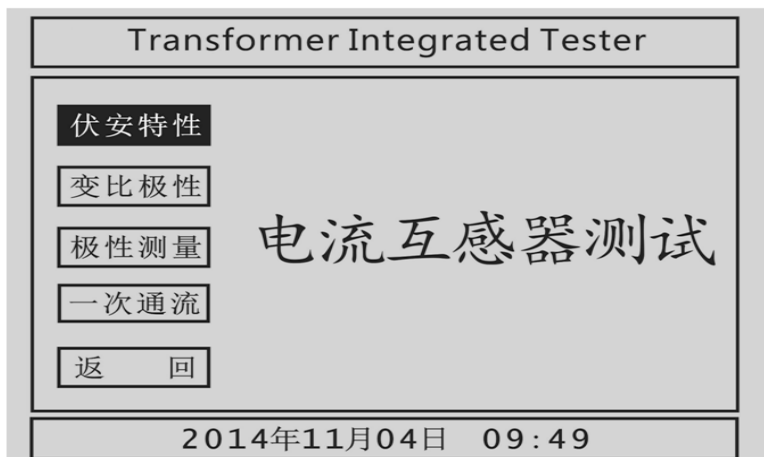 Transformer Integrated Tester
伏安特性
变比极性
极性测量
一次通流
返 回
电流互感器测试
2014年11月04日 09:49